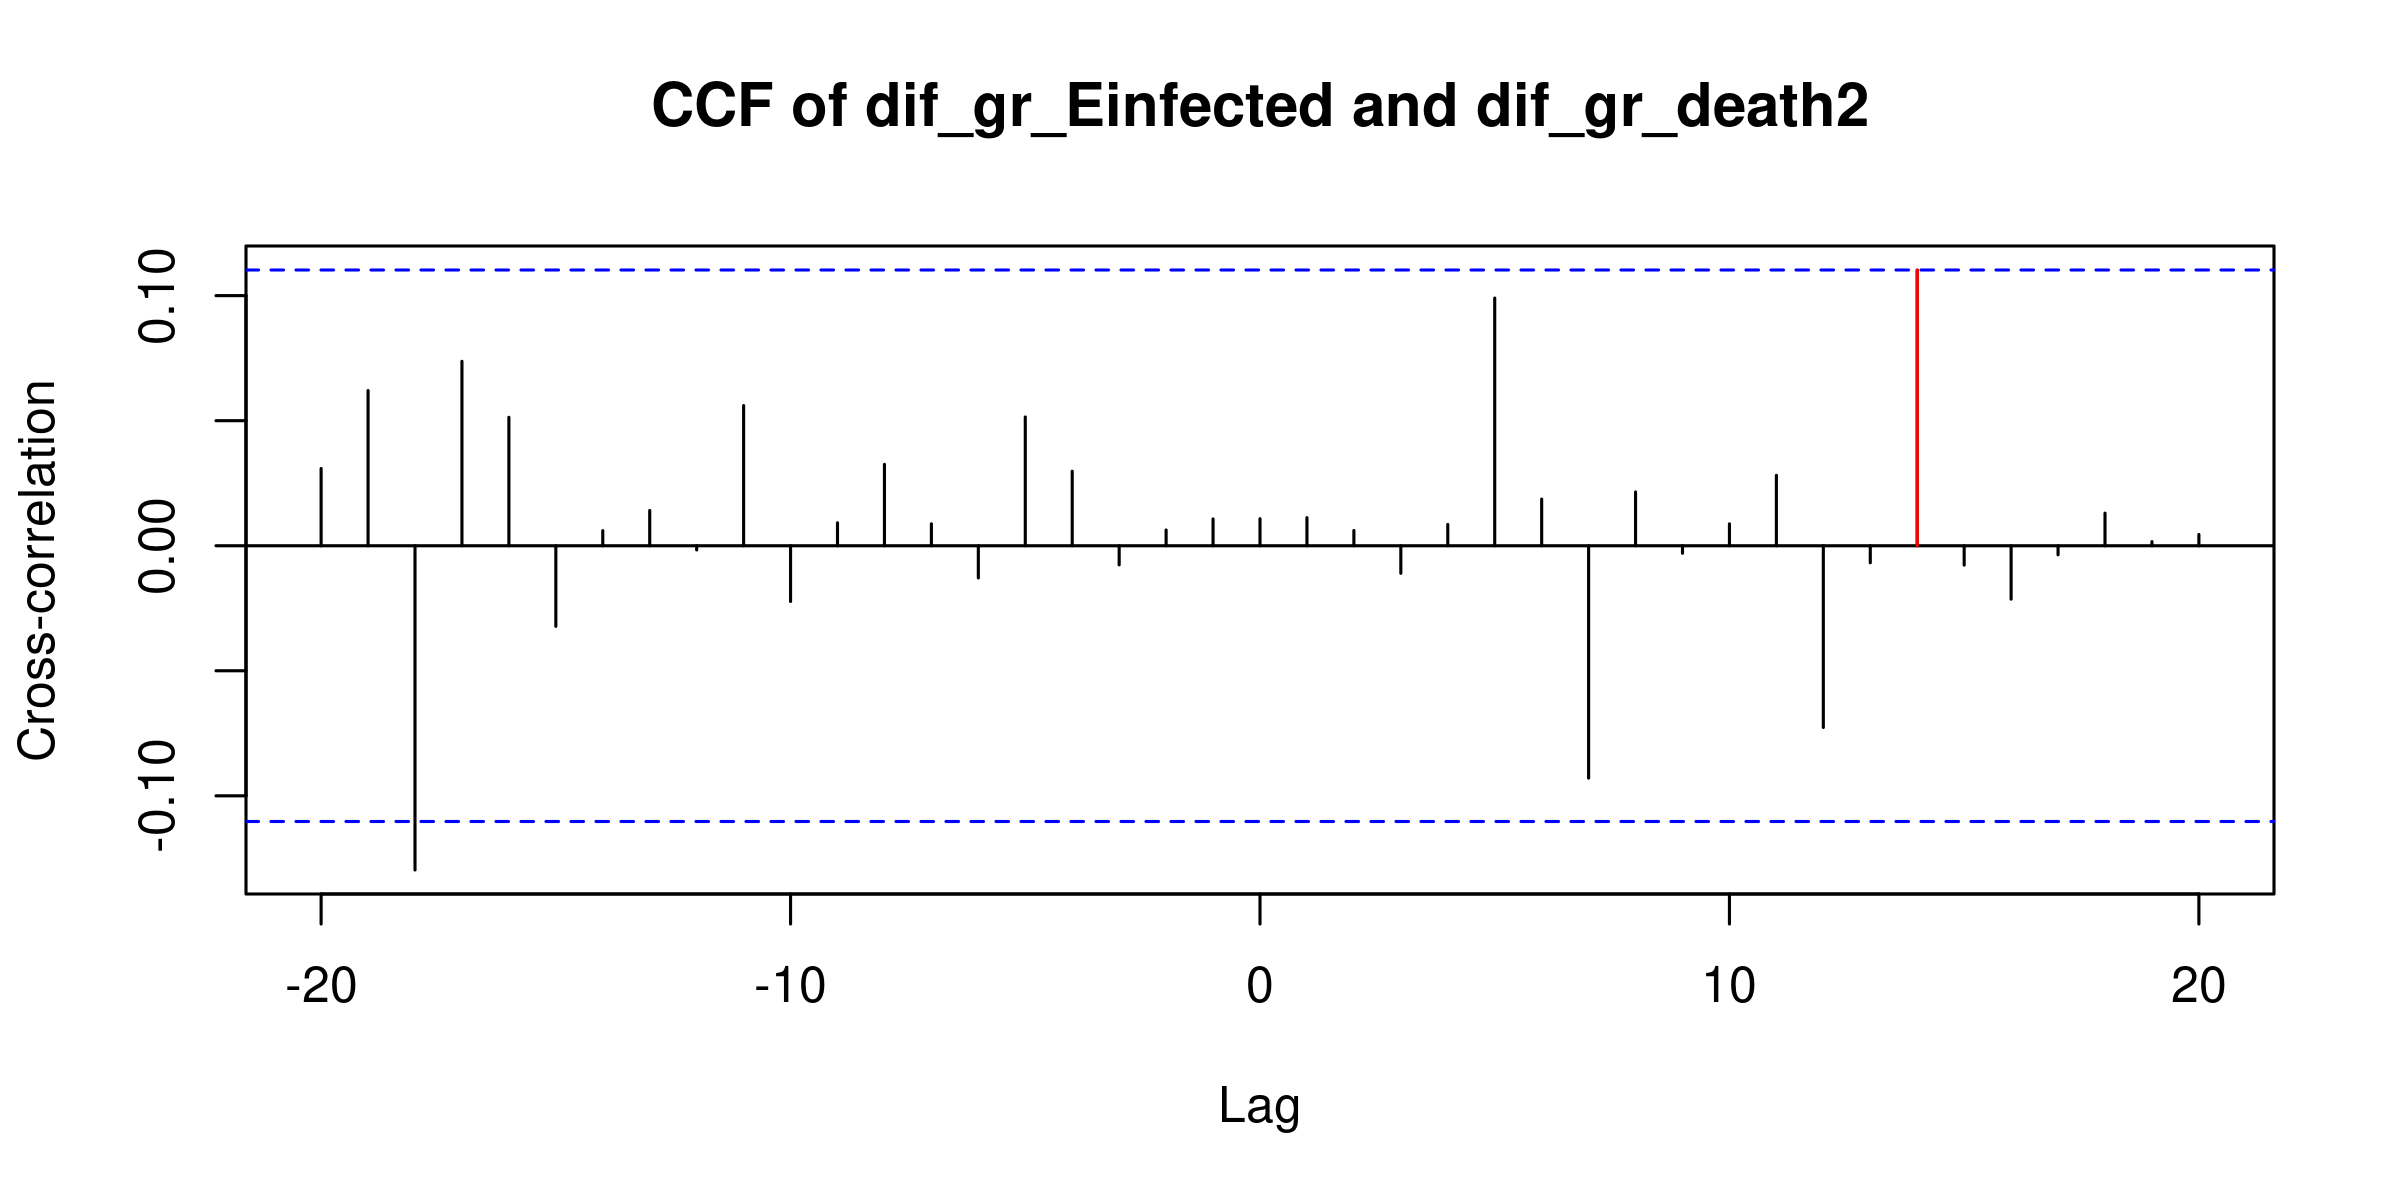 CCF of dif_gr_Einfected and dif_gr_death2
0.10
0.00
-0.10
Cross-correlation
-20 -10 0 10 20
Lag